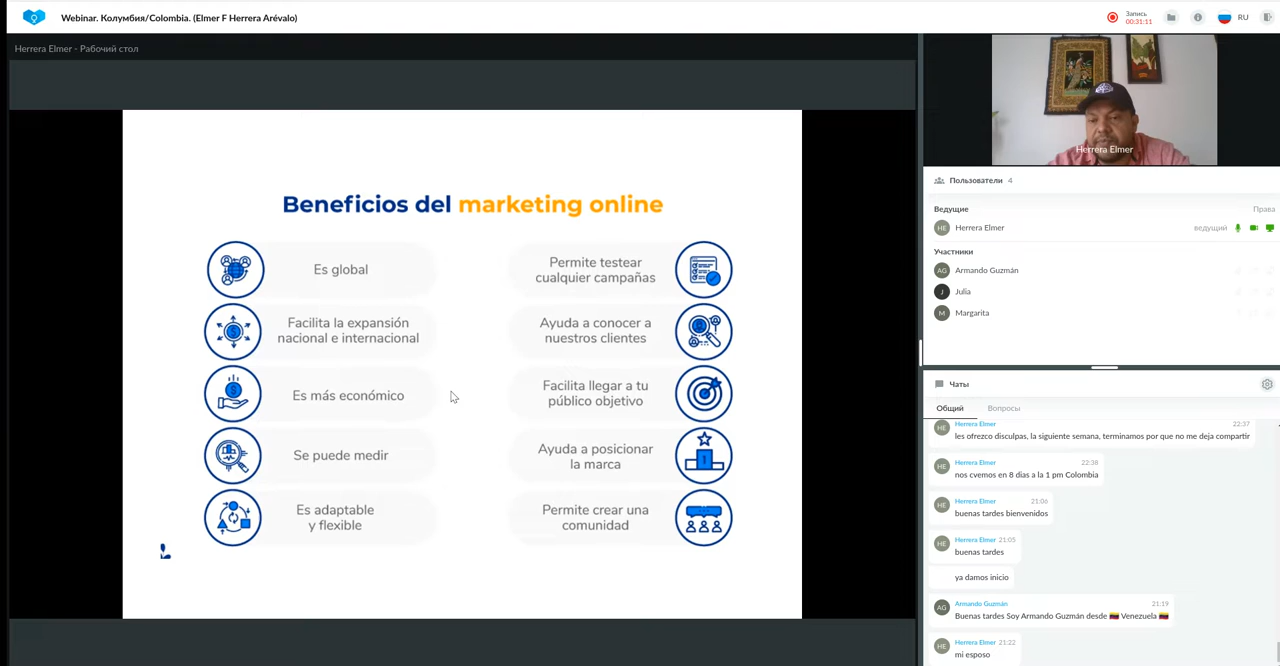 Webinar. Колумбия/Colombia. (Elmer F Herrera Arévalo)
Запись
00:31:11
RU
Herrera Elmer - Рабочий стол
Beneficios del marketing online
Es global
Facilita la expansión
nacional e internacional
Es más económico
Se puede medir
Es adaptable
y flexible
Permite testear
cualquier campañas
Ayuda a conocer a
nuestros clientes
Facilita llegar a tu
público objetivo
Ayuda a posicionar
la marca
1
Permite crear una
comunidad
Herrera Elmer
Пользователи 4
Ведущие Права
HE Herrera Elmer ведущий
Участники
AG Armando Guzmán
J Julia
M Margarita
Чаты
Общий Вопросы
HE Herrera Elmer 22:37
les ofrezco disculpas, la siguiente semana, terminamos por que no me deja compartir
HE Herrera Elmer 22:38
nos cvemos en 8 dias a la 1 pm Colombia
HE Herrera Elmer 21:06
buenas tardes bienvenidos
HE Herrera Elmer 21:05
buenas tardes
ya damos inicio
AG Armando Guzmán 21:19
Buenas tardes Soy Armando Guzmán desde 🇻🇪 Venezuela 🇻🇪
HE Herrera Elmer 21:22
mi esposo